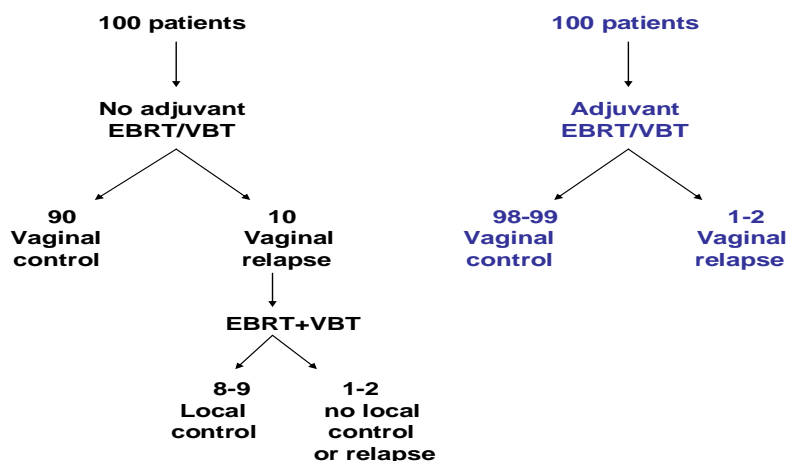 100 patients
No adjuvant
EBRT/VBT
90
Vaginal
control
10
Vaginal
relapse
EBRT+VBT
8-9
Local
control
1-2
no local
control
or relapse
100 patients
Adjuvant
EBRT/VBT
98-99
Vaginal
control
1-2
Vaginal
relapse